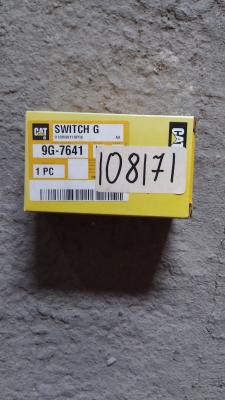 CAT
SWITCH G
9G-7641
1 PC
108171
CAT